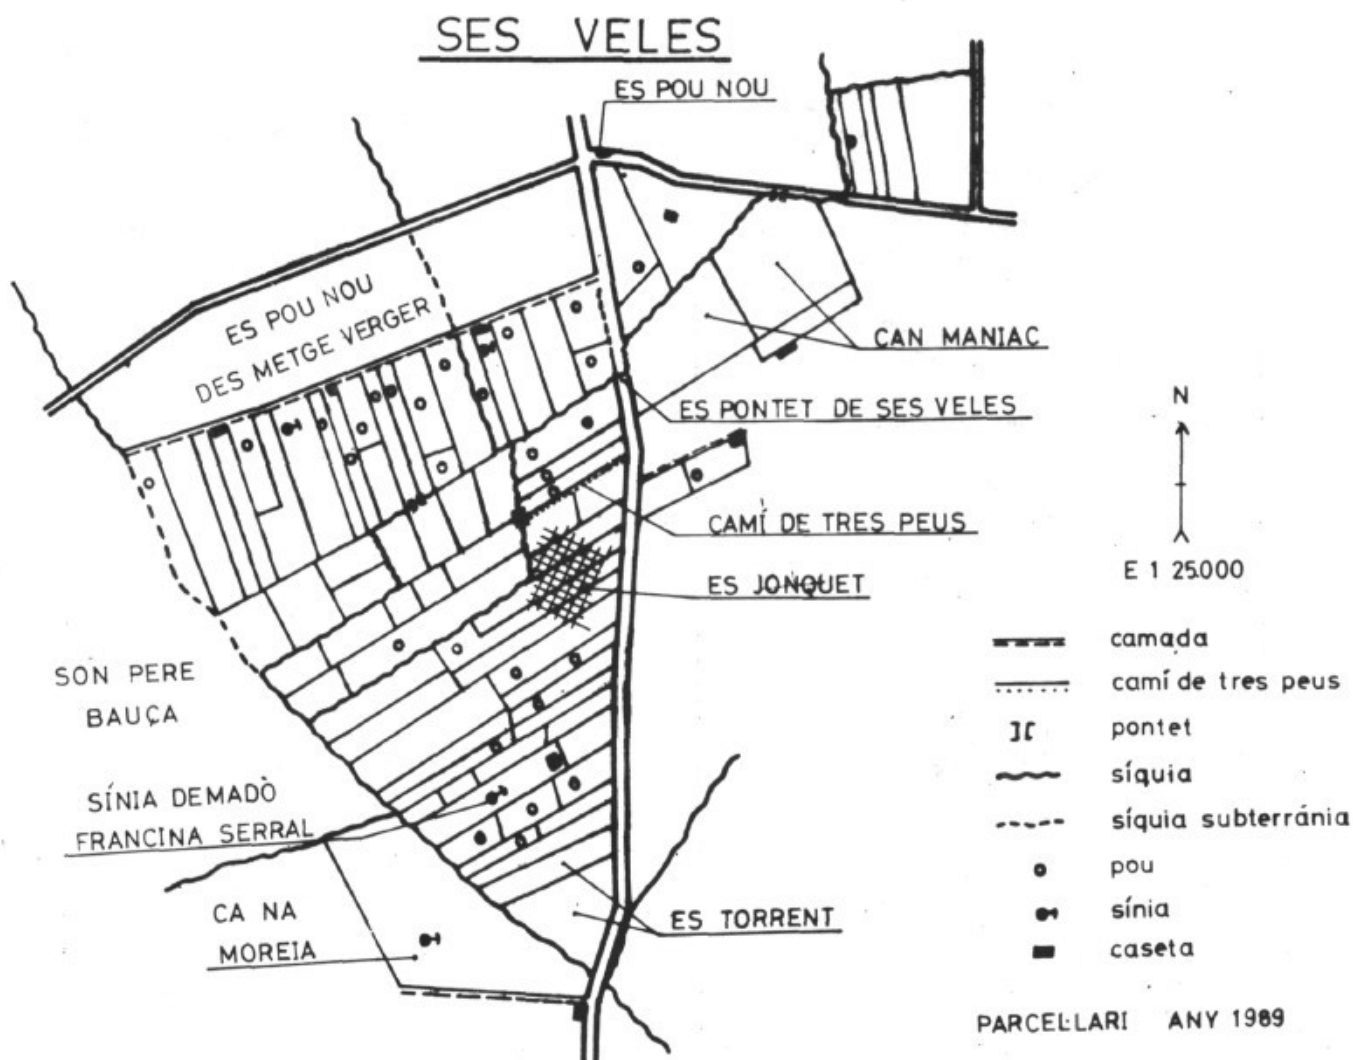 SES VELES
ES POU NOU
ES POU NOU
DES METGE VERGER
CAN MANIAC
ES PONTET DE SES VELES
N
CAMÍ DE TRES PEUS
E 1 25.000
ES JONQUET
camada
SON PERE
BAUÇA
camí de tres peus
pontet
síquia
SÍNIA DEMADÒ
FRANCINA SERRAL
síquia subterránia
pou
sínia
CA NA
MOREIA
ES TORRENT
caseta
PARCEL·LARI ANY 1989